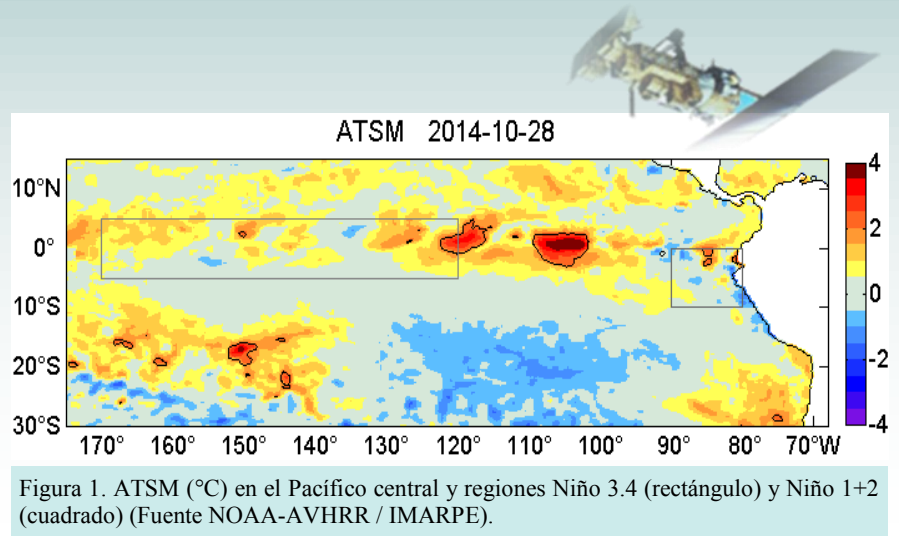 ATSM 2014-10-28
10°N
0°
10°S
20°S
30°S
170° 160° 150° 140° 130° 120° 110° 100° 90° 80° 70°W
4
2
0
-2
-4
Figura 1. ATSM (°C) en el Pacífico central y regiones Niño 3.4 (rectángulo) y Niño 1+2
(cuadrado) (Fuente NOAA-AVHRR / IMARPE).